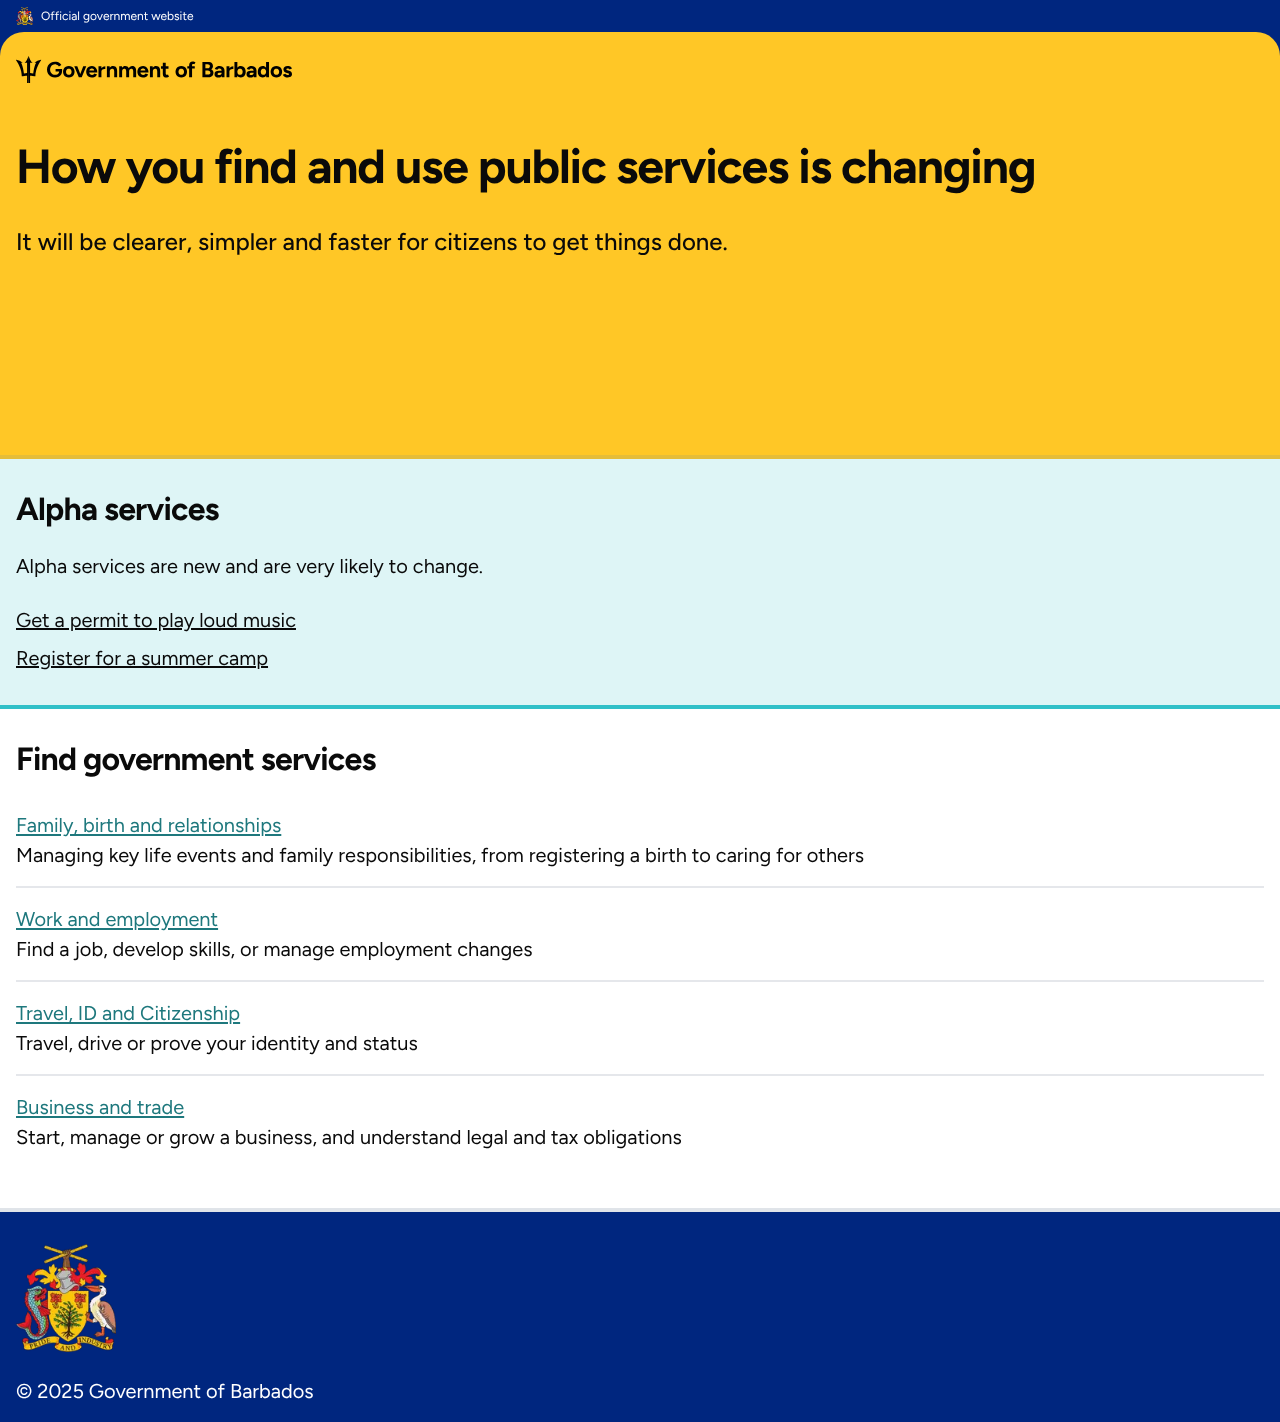 Official government website
Government of Barbados
How you find and use public services is changing
It will be clearer, simpler and faster for citizens to get things done.
Alpha services
Alpha services are new and are very likely to change.
Get a permit to play loud music
Register for a summer camp
Find government services
Family, birth and relationships
Managing key life events and family responsibilities, from registering a birth to caring for others
Work and employment
Find a job, develop skills, or manage employment changes
Travel, ID and Citizenship
Travel, drive or prove your identity and status
Business and trade
Start, manage or grow a business, and understand legal and tax obligations
PRIDE AND INDUSTRY
© 2025 Government of Barbados